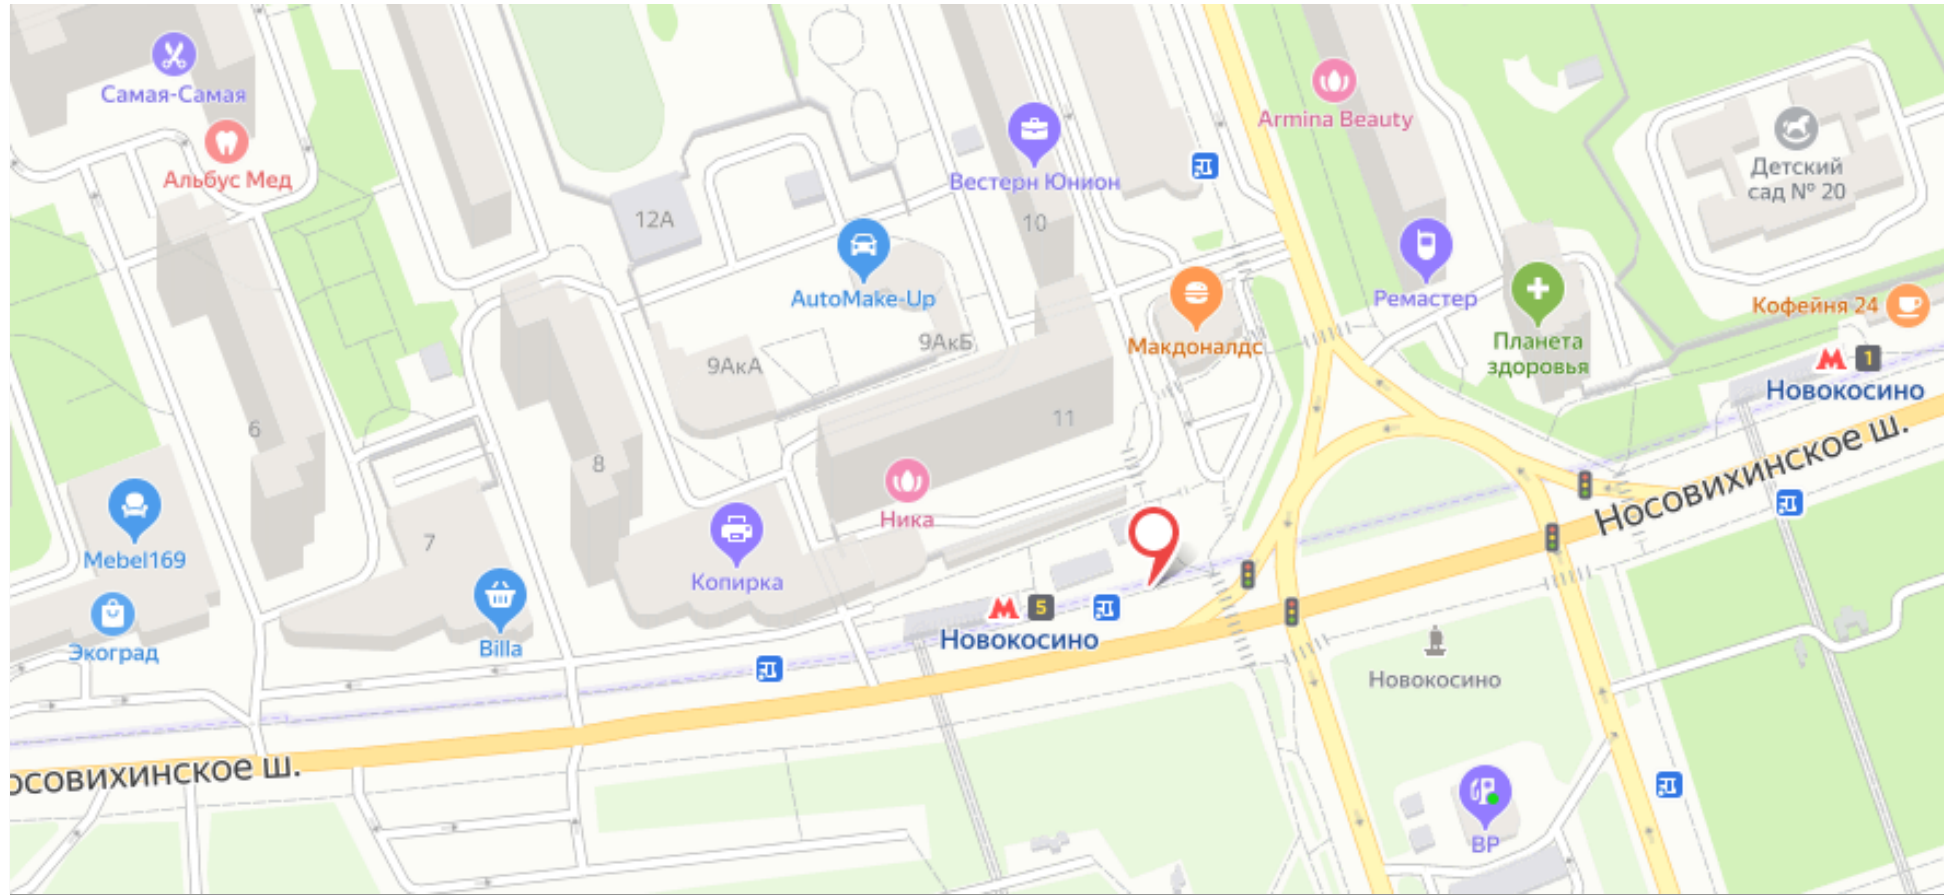 Самая-Самая
Альбус Мед
12А
Вестерн Юнион
10
Armina Beauty
Детский
сад № 20
AutoMake-Up
Ремастер
Макдоналдс
Планета
здоровья
Кофейня 24
1
Новокосино
9АкА
9АкБ
6
8
11
7
Mebel169
Экоград
Billa
Копирка
Ника
5
Новокосино
Носовихинское ш.
Новокосино
осовихинское ш.
BP